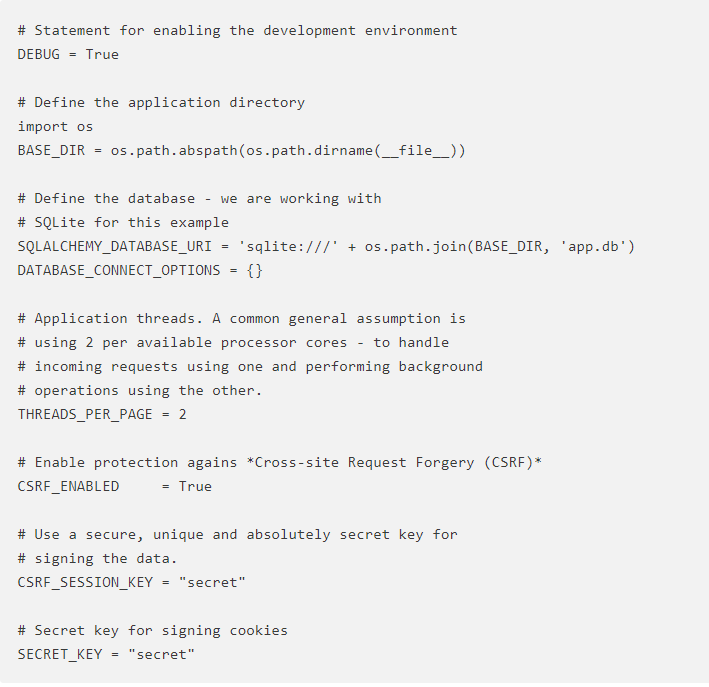 # Statement for enabling the development environment
DEBUG = True
# Define the application directory
import os
BASE_DIR = os.path.abspath(os.path.dirname(__file__))
# Define the database - we are working with
# SQLite for this example
SQLALCHEMY_DATABASE_URI = 'sqlite:///' + os.path.join(BASE_DIR, 'app.db')
DATABASE_CONNECT_OPTIONS = {}
# Application threads. A common general assumption is
# using 2 per available processor cores - to handle
# incoming requests using one and performing background
# operations using the other.
THREADS_PER_PAGE = 2
# Enable protection agains *Cross-site Request Forgery (CSRF)*
CSRF_ENABLED     = True
# Use a secure, unique and absolutely secret key for
# signing the data.
CSRF_SESSION_KEY = "secret"
# Secret key for signing cookies
SECRET_KEY = "secret"